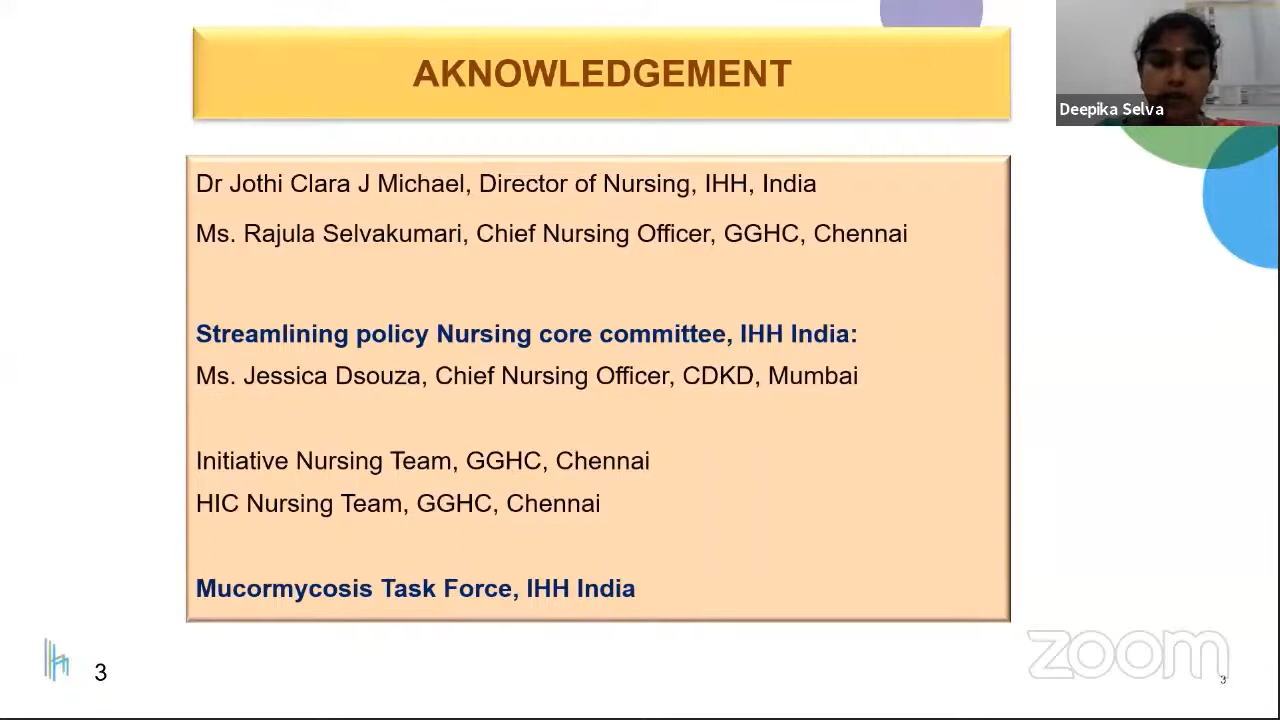 AKNOWLEDGEMENT
Deepika Selva
Dr Jothi Clara J Michael, Director of Nursing, IHH, India
Ms. Rajula Selvakumari, Chief Nursing Officer, GGHC, Chennai
Streamlining policy Nursing core committee, IHH India:
Ms. Jessica Dsouza, Chief Nursing Officer, CDKD, Mumbai
Initiative Nursing Team, GGHC, Chennai
HIC Nursing Team, GGHC, Chennai
Mucormycosis Task Force, IHH India
zoom
3
3